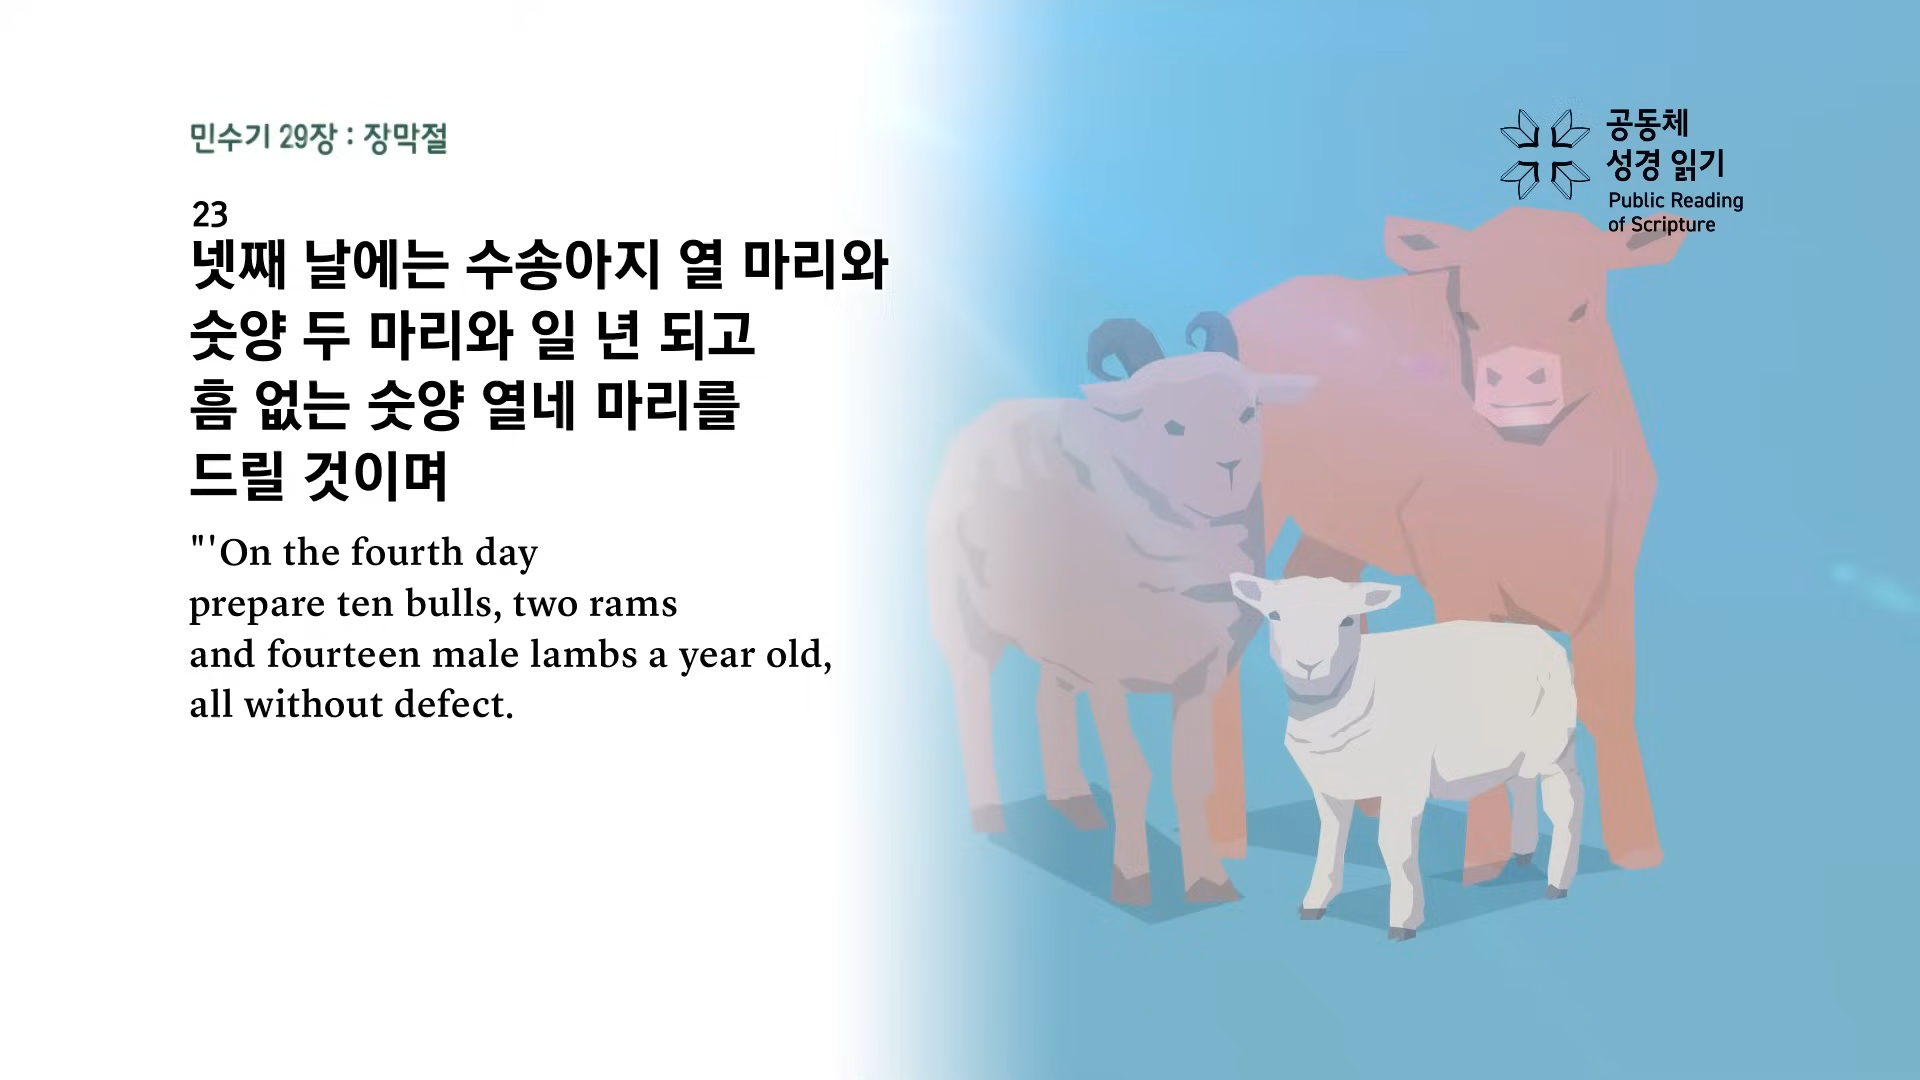 민수기 29장 : 장막절
23
넷째 날에는 수송아지 열 마리와
숫양 두 마리와 일 년 되고
흠 없는 숫양 열네 마리를
드릴 것이며
"'On the fourth day
prepare ten bulls, two rams
and fourteen male lambs a year old,
all without defect.
공동체
성경 읽기
Public Reading
of Scripture